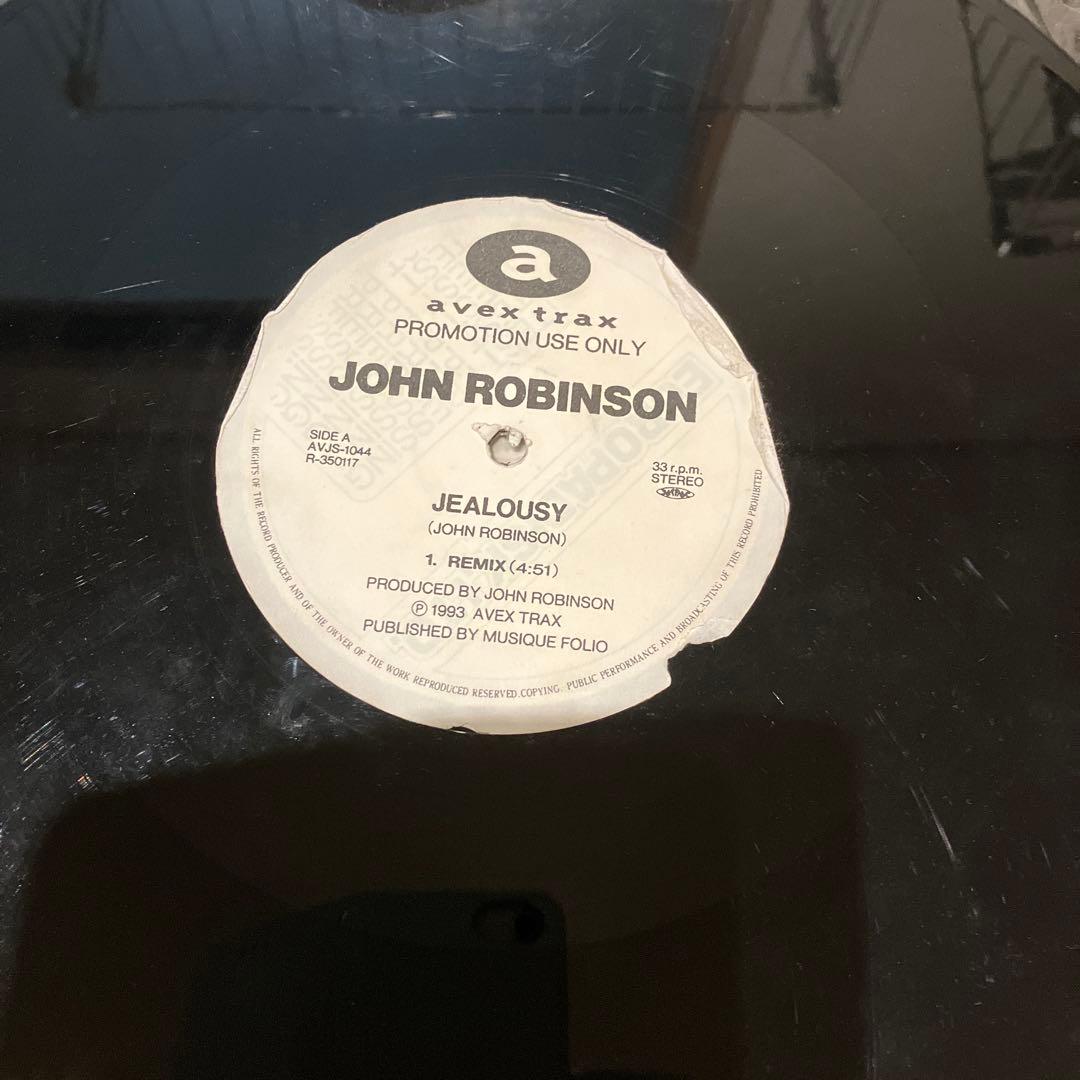 a
avex trax
PROMOTION USE ONLY
JOHN ROBINSON
SIDE A
AVJS-1044
R-350117
33 r.p.m.
STEREO
JEALOUSY
(JOHN ROBINSON)
1. REMIX (4:51)
PRODUCED BY JOHN ROBINSON
Ⓟ 1993 AVEX TRAX
PUBLISHED BY MUSIQUE FOLIO
ALL RIGHTS OF THE RECORD PRODUCER AND OF THE OWNER OF THE WORK REPRODUCED RESERVED.COPYING, PUBLIC PERFORMANCE AND BROADCASTING OF THIS RECORD PROHIBITED